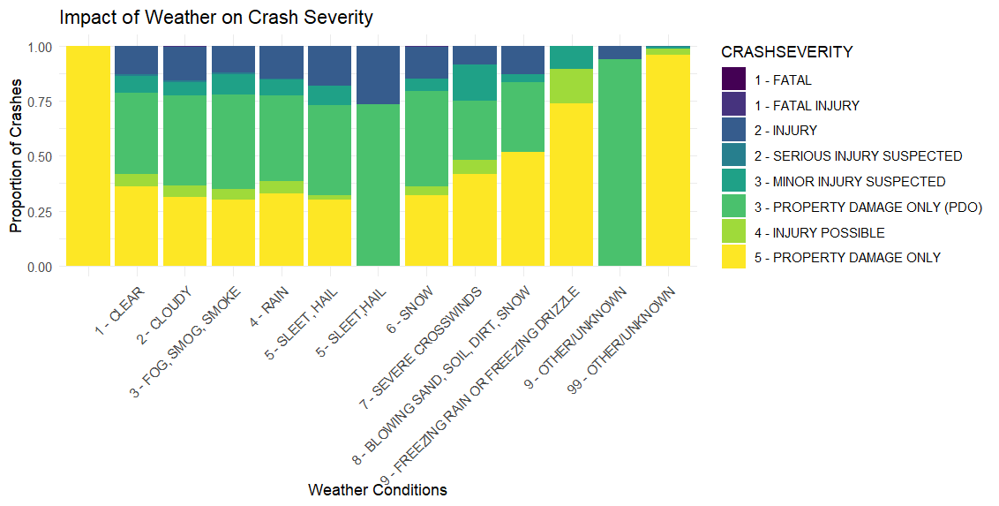 Impact of Weather on Crash Severity
Proportion of Crashes
1.00
0.75
0.50
0.25
0.00
1 - CLEAR
2 - CLOUDY
3 - FOG, SMOG, SMOKE
4 - RAIN
5 - SLEET, HAIL
5 - SLEET,HAIL
6 - SNOW
7 - SEVERE CROSSWINDS
8 - BLOWING SAND, SOIL, DIRT, SNOW
9 - FREEZING RAIN OR FREEZING DRIZZLE
9 - OTHER/UNKNOWN
99 - OTHER/UNKNOWN
Weather Conditions
CRASHSEVERITY
1 - FATAL
1 - FATAL INJURY
2 - INJURY
2 - SERIOUS INJURY SUSPECTED
3 - MINOR INJURY SUSPECTED
3 - PROPERTY DAMAGE ONLY (PDO)
4 - INJURY POSSIBLE
5 - PROPERTY DAMAGE ONLY